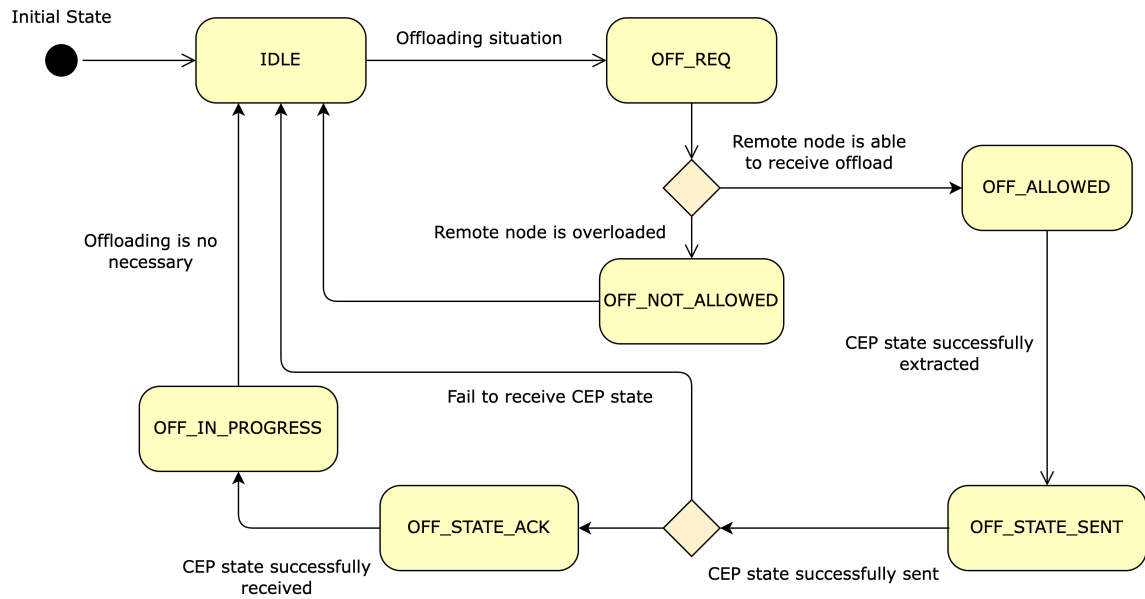 Initial State
IDLE
Offloading situation
OFF_REQ
Remote node is able
to receive offload
OFF_ALLOWED
Remote node is overloaded
Offloading is no
necessary
OFF_NOT_ALLOWED
CEP state successfully
extracted
Fail to receive CEP state
OFF_IN_PROGRESS
OFF_STATE_ACK
OFF_STATE_SENT
CEP state successfully
received
CEP state successfully sent